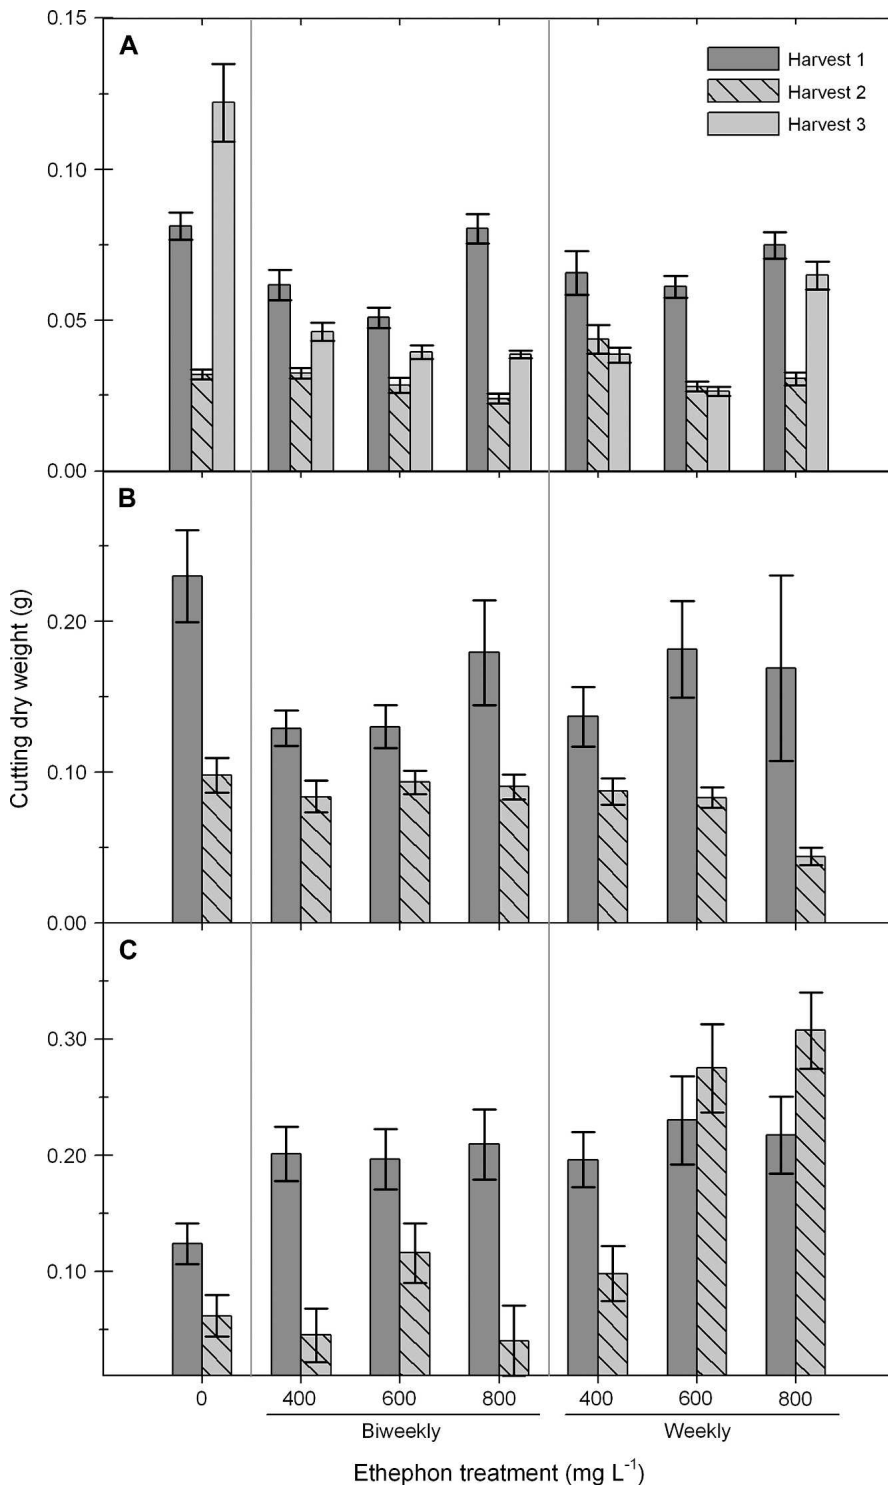 0.15
A
Harvest 1
Harvest 2
Harvest 3
0.10
0.05
0.00
B
0.20
0.10
0.00
Cutting dry weight (g)
C
0.30
0.20
0.10
0 400 600 800 400 600 800
Biweekly Weekly
Ethephon treatment (mg L⁻¹)